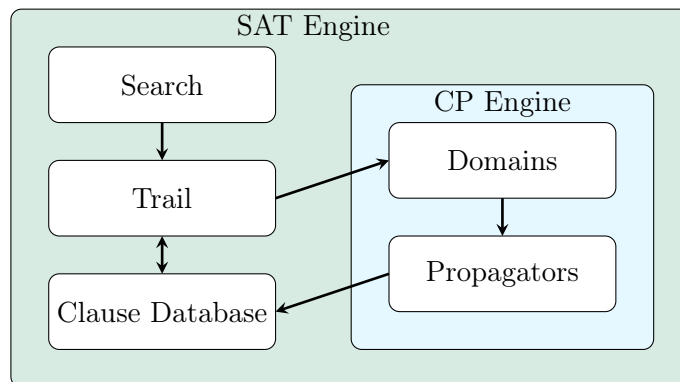 SAT Engine
Search
CP Engine
Domains
Trail
Propagators
Clause Database